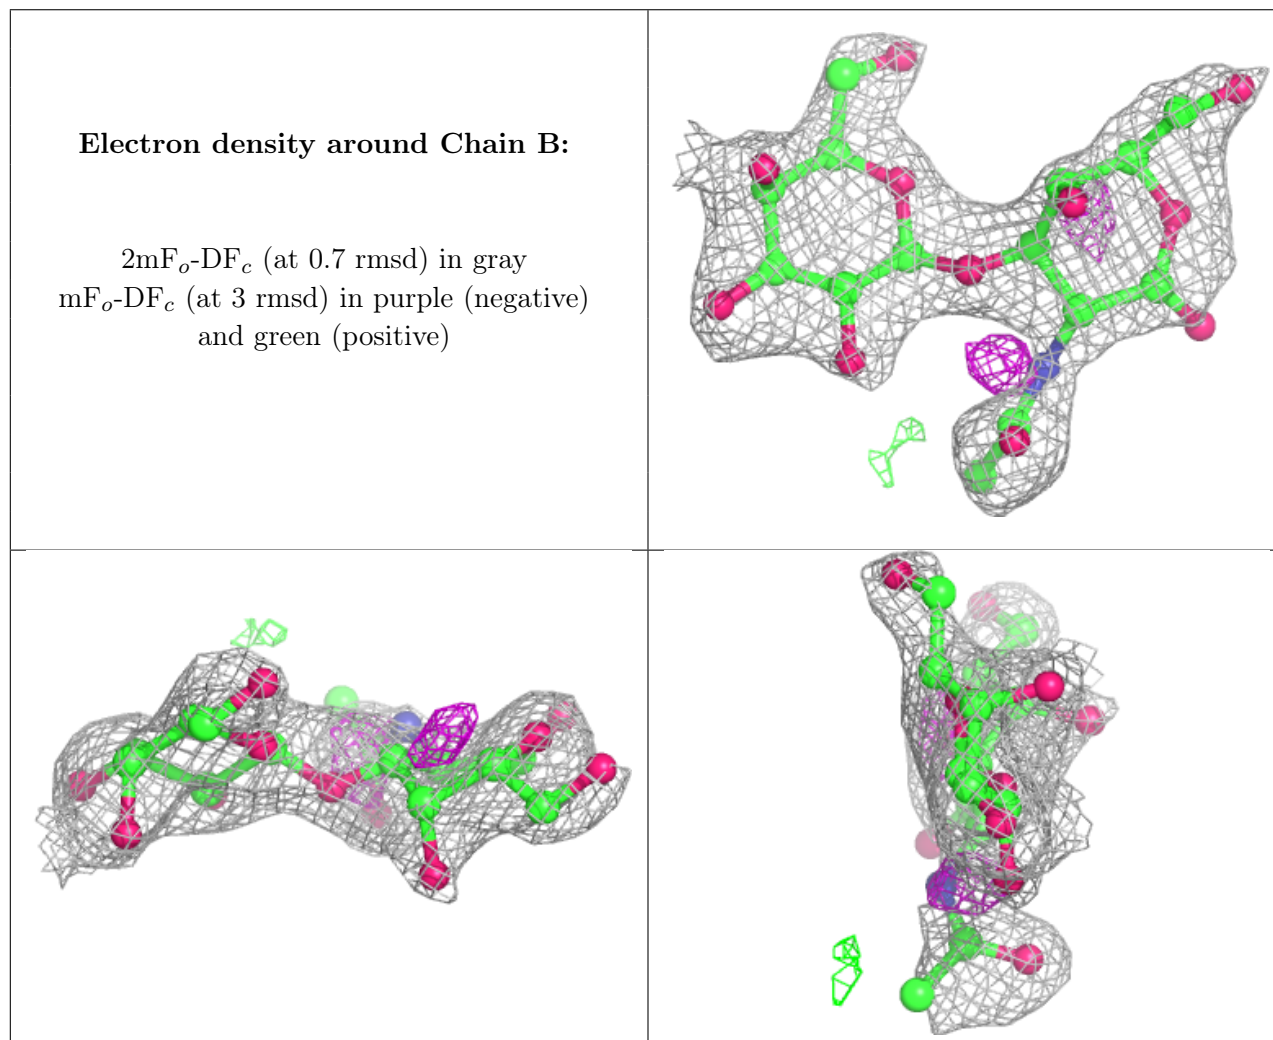 Electron density around Chain B:
2mFₒ-DF𝑐 (at 0.7 rmsd) in gray
mFₒ-DF𝑐 (at 3 rmsd) in purple (negative)
and green (positive)